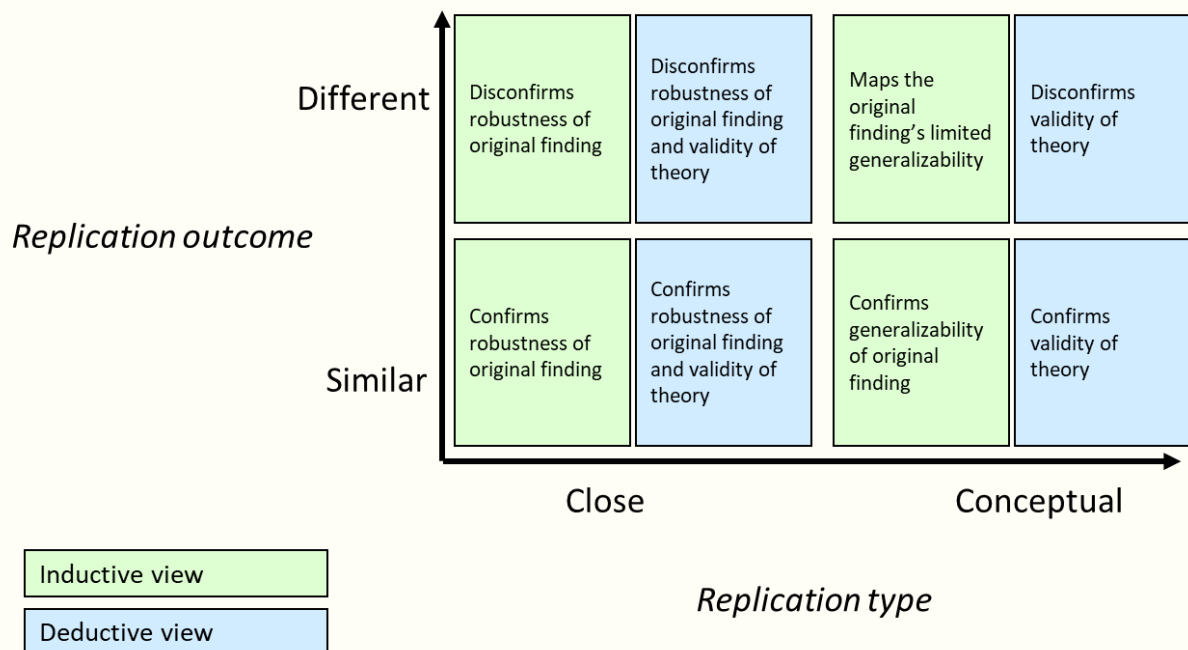 Different
Disconfirms
robustness of
original finding
Disconfirms
robustness of
original finding
and validity of
theory
Maps the
original
finding’s limited
generalizability
Disconfirms
validity of
theory
Replication outcome
Similar
Confirms
robustness of
original finding
Confirms
robustness of
original finding
and validity of
theory
Confirms
generalizability
of original
finding
Confirms
validity of
theory
Close
Conceptual
Replication type
Inductive view
Deductive view